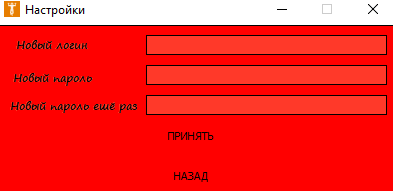 Настройки
Новый логин
Новый пароль
Новый пароль еще раз
ПРИНЯТЬ
НАЗАД